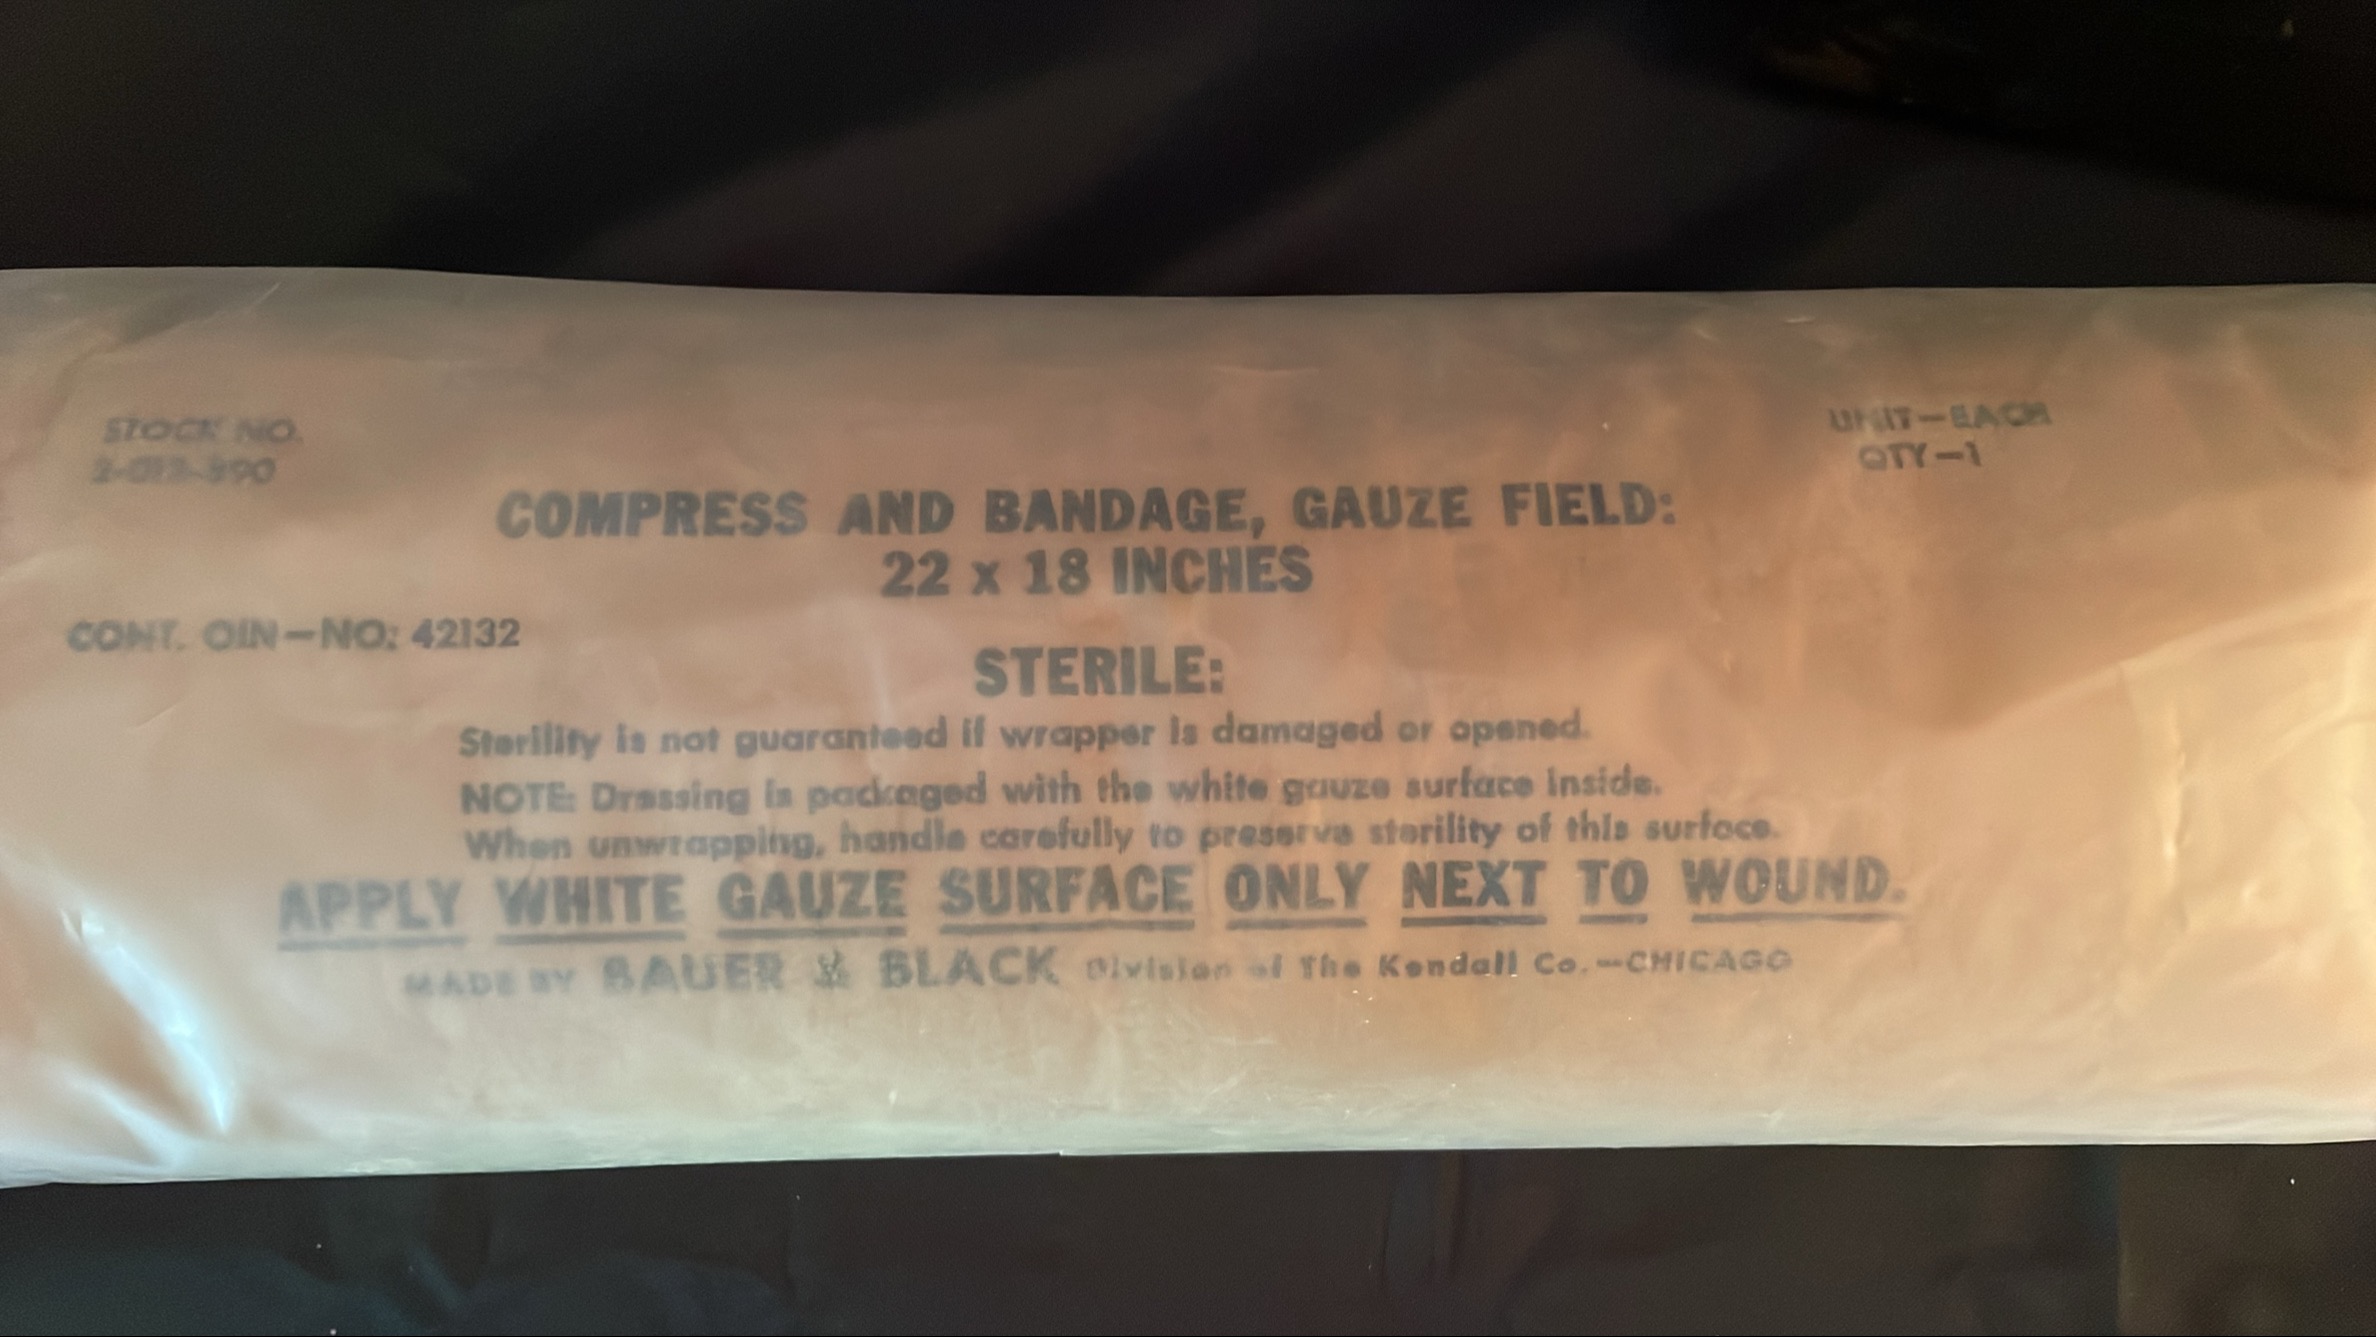 STOCK NO.
UNIT—EACH
QTY—1
COMPRESS AND BANDAGE, GAUZE FIELD:
22 x 18 INCHES
CONT. OIN—NO: 42132
STERILE:
Sterility is not guaranteed if wrapper is damaged or opened.
NOTE: Dressing is packaged with the white gauze surface inside.
When unwrapping, handle carefully to preserve sterility of this surface.
APPLY WHITE GAUZE SURFACE ONLY NEXT TO WOUND.
MADE BY BAUER & BLACK Division of The Kendall Co.—CHICAGO